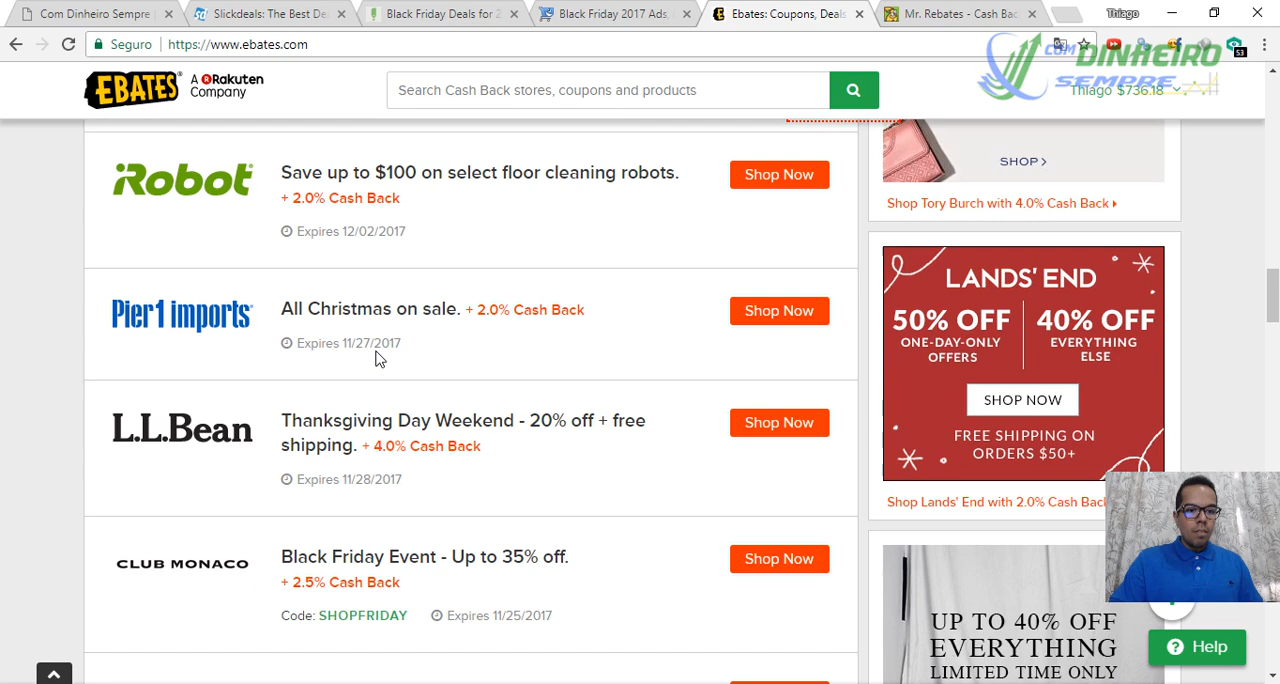 Com Dinheiro Sempre
Slickdeals: The Best De
Black Friday Deals for 2
Black Friday 2017 Ads,
Ebates: Coupons, Deals
Mr. Rebates - Cash Bac
Thiago
Seguro
https://www.ebates.com
53
COM DINHEIRO
SEMPRE
EBATES
A Rakuten
Company
Search Cash Back stores, coupons and products
Thiago $736.18
iRobot
Save up to $100 on select floor cleaning robots.
+ 2.0% Cash Back
Expires 12/02/2017
Shop Now
Pier 1 imports
All Christmas on sale. + 2.0% Cash Back
Expires 11/27/2017
Shop Now
L.L.Bean
Thanksgiving Day Weekend - 20% off + free
shipping. + 4.0% Cash Back
Expires 11/28/2017
Shop Now
CLUB MONACO
Black Friday Event - Up to 35% off.
+ 2.5% Cash Back
Code: SHOPFRIDAY
Expires 11/25/2017
Shop Now
SHOP >
Shop Tory Burch with 4.0% Cash Back
LANDS' END
50% OFF
ONE-DAY-ONLY
OFFERS
40% OFF
EVERYTHING
ELSE
SHOP NOW
FREE SHIPPING ON
ORDERS $50+
Shop Lands' End with 2.0% Cash Back
UP TO 40% OFF
EVERYTHING
LIMITED TIME ONLY
Help